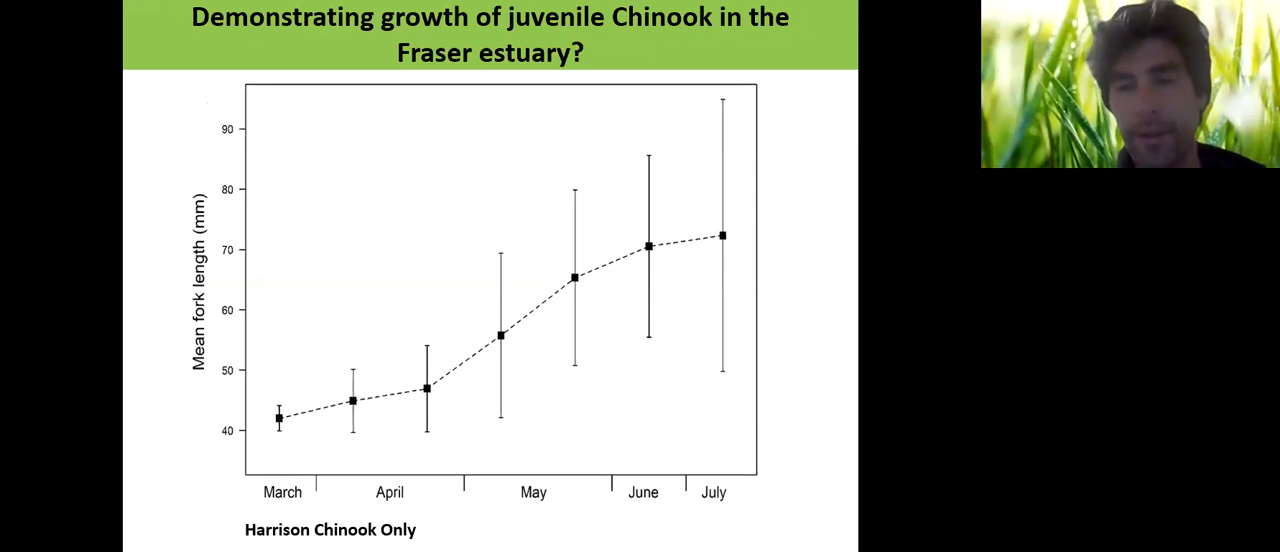 Demonstrating growth of juvenile Chinook in the
Fraser estuary?
Mean fork length (mm)
90
80
70
60
50
40
March April May June July
Harrison Chinook Only